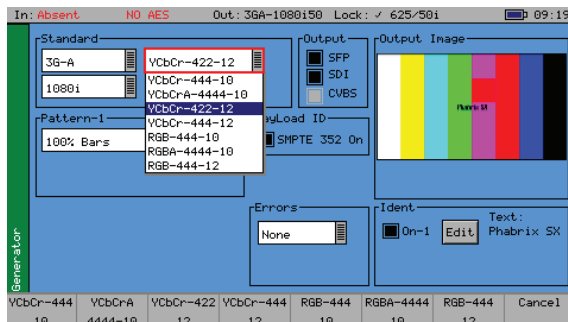 In: Absent NO AES Out: 3GA-1080i50 Lock: ✓ 625/50i 09:19
Standard
3G-A
1080i
YCbCr-422-12
YCbCr-444-10
YCbCrA-4444-10
YCbCr-422-12
YCbCr-444-12
RGB-444-10
RGBA-4444-10
RGB-444-12
Output
SFP
SDI
CVBS
Output Image
Phabrix SX
Pattern-1
100% Bars
ayLoad ID
SMPTE 352 On
Errors
None
Ident
On-1
Edit
Text:
Phabrix SX
Generator
YCbCr-444 YCbCrA YCbCr-422 YCbCr-444 RGB-444 RGBA-4444 RGB-444 Cancel
10 4444-10 12 12 10 10 12